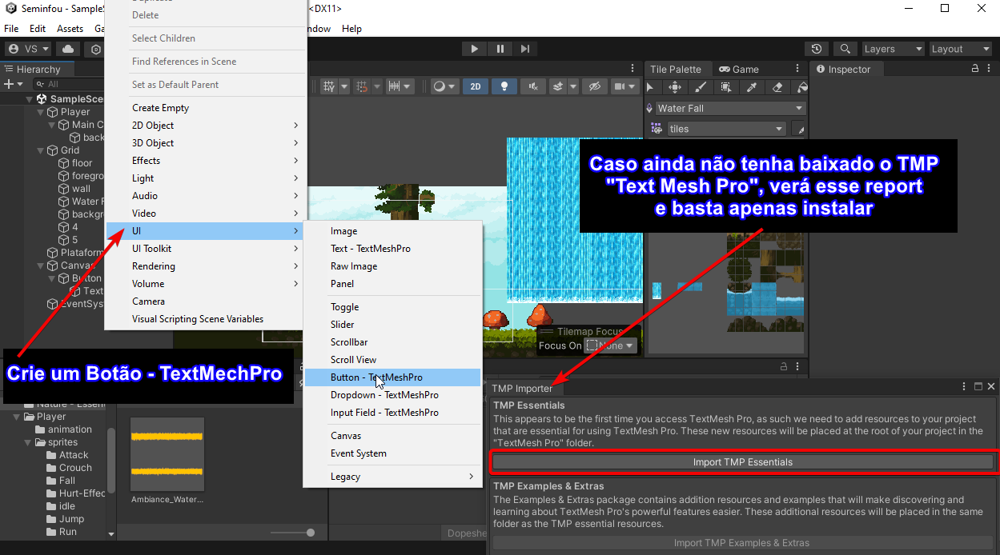 Seminfou - SampleS
<DX11>
File Edit Assets Ga
ndow Help
VS
Layers
Layout
Hierarchy
All
SampleSce
Player
Main C
back
Grid
floor
foregro
wall
Water F
backgr
4
5
Plataform
Canvas
Button
Text
EventSys
Duplicate
Delete
Select Children
Find References in Scene
Set as Default Parent
Create Empty
2D Object
3D Object
Effects
Light
Audio
Video
UI
UI Toolkit
Rendering
Volume
Camera
Visual Scripting Scene Variables
Image
Text - TextMeshPro
Raw Image
Panel
Toggle
Slider
Scrollbar
Scroll View
Button - TextMeshPro
Dropdown - TextMeshPro
Input Field - TextMeshPro
Canvas
Event System
Legacy
2D
Tile Palette
Game
Inspector
Water Fall
tiles
Caso ainda não tenha baixado o TMP
"Text Mesh Pro", verá esse report
e basta apenas instalar
Tilemap Focus
Focus On None
Crie um Botão - TextMechPro
Nature - Essen
Player
animation
sprites
Attack
Crouch
Fall
Hurt-Effec
idle
Jump
Run
Ambiance_Water...
Dopeshe
TMP Importer
TMP Essentials
This appears to be the first time you access TextMesh Pro, as such we need to add resources to your project
that are essential for using TextMesh Pro. These new resources will be placed at the root of your project in the
"TextMesh Pro" folder.
Import TMP Essentials
TMP Examples & Extras
The Examples & Extras package contains addition resources and examples that will make discovering and
learning about TextMesh Pro's powerful features easier. These additional resources will be placed in the same
folder as the TMP essential resources.
Import TMP Examples & Extras